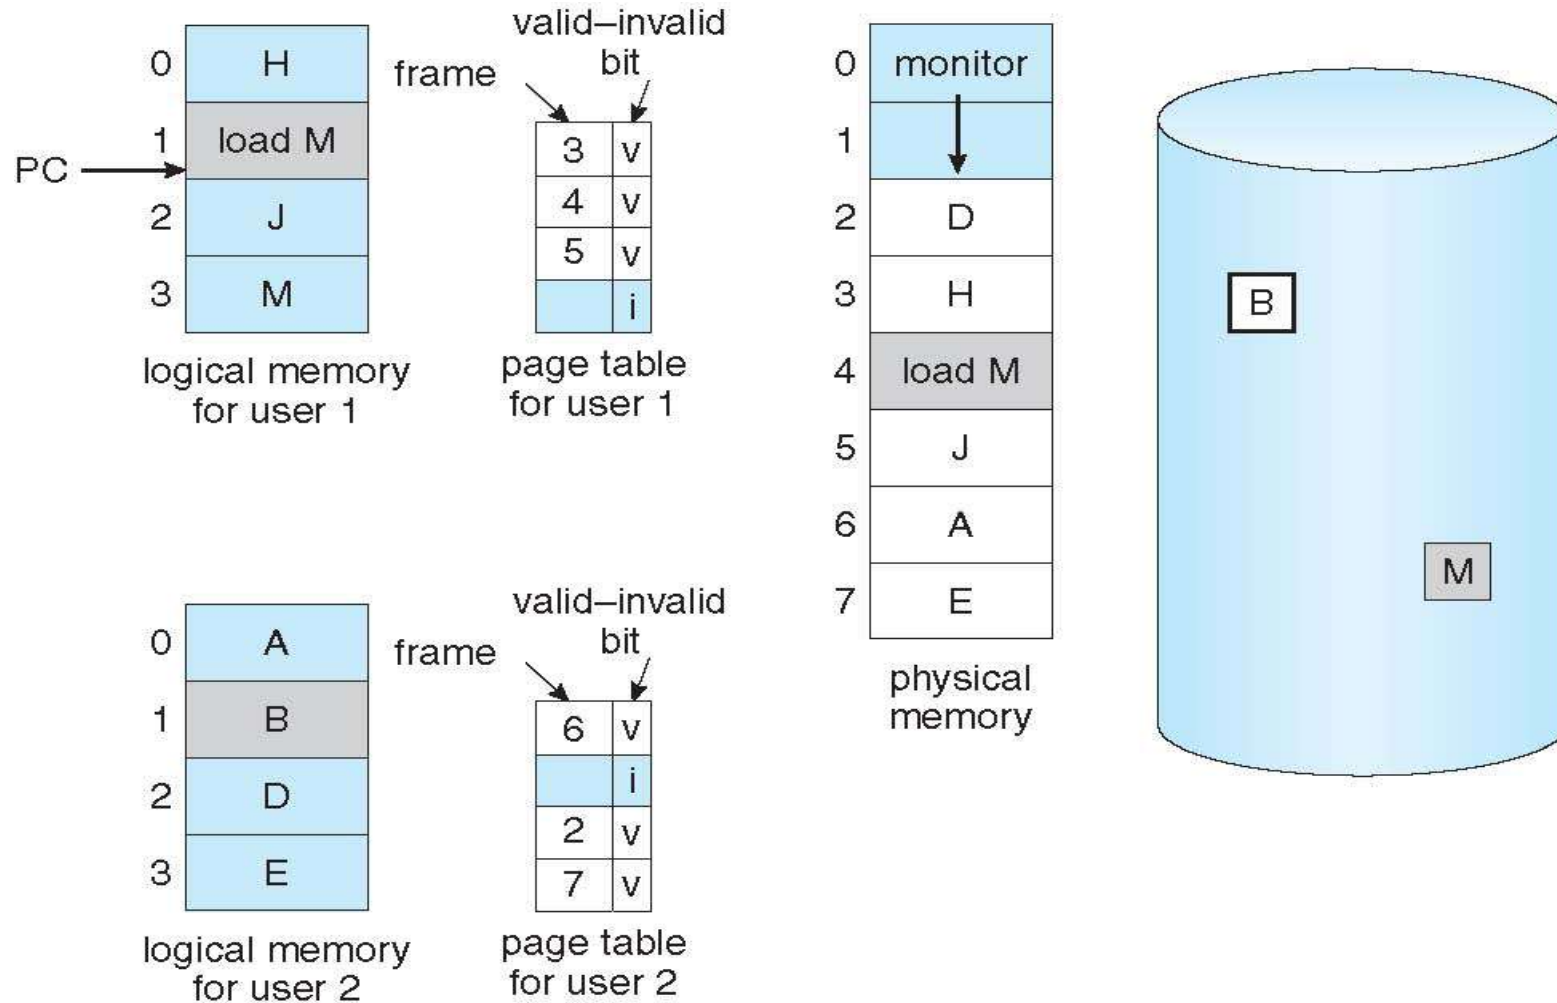 0
H
1
load M
2
J
3
M
PC
logical memory
for user 1
valid–invalid
bit
frame
3 v
4 v
5 v
i
page table
for user 1
0
A
1
B
2
D
3
E
logical memory
for user 2
valid–invalid
bit
frame
6 v
i
2 v
7 v
page table
for user 2
0
monitor
1
2
D
3
H
4
load M
5
J
6
A
7
E
physical
memory
B
M